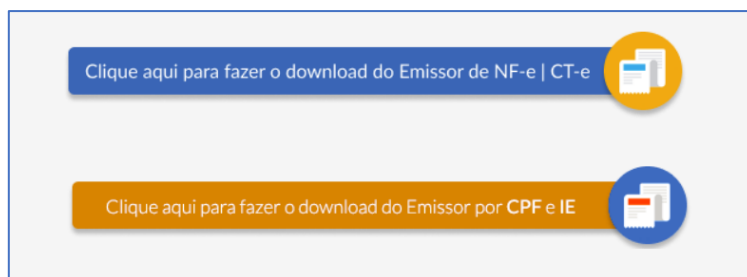 Clique aqui para fazer o download do Emissor de NF-e | CT-e
Clique aqui para fazer o download do Emissor por CPF e IE